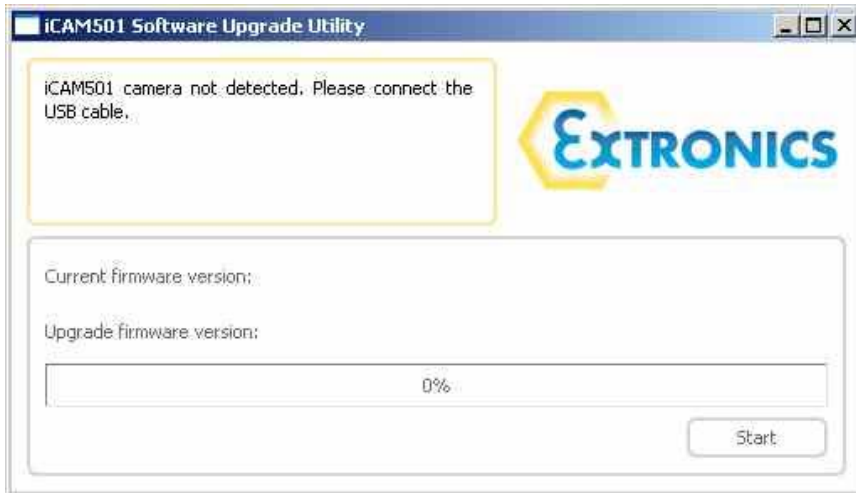 iCAM501 Software Upgrade Utility
iCAM501 camera not detected. Please connect the
USB cable.
EXTRONICS
Current firmware version:
Upgrade firmware version:
0%
Start